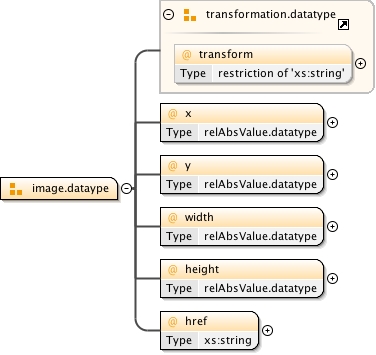 transformation.datatype
@ transform
Type restriction of 'xs:string'
@ x
Type relAbsValue.datatype
@ y
Type relAbsValue.datatype
image.dataype
@ width
Type relAbsValue.datatype
@ height
Type relAbsValue.datatype
@ href
Type xs:string